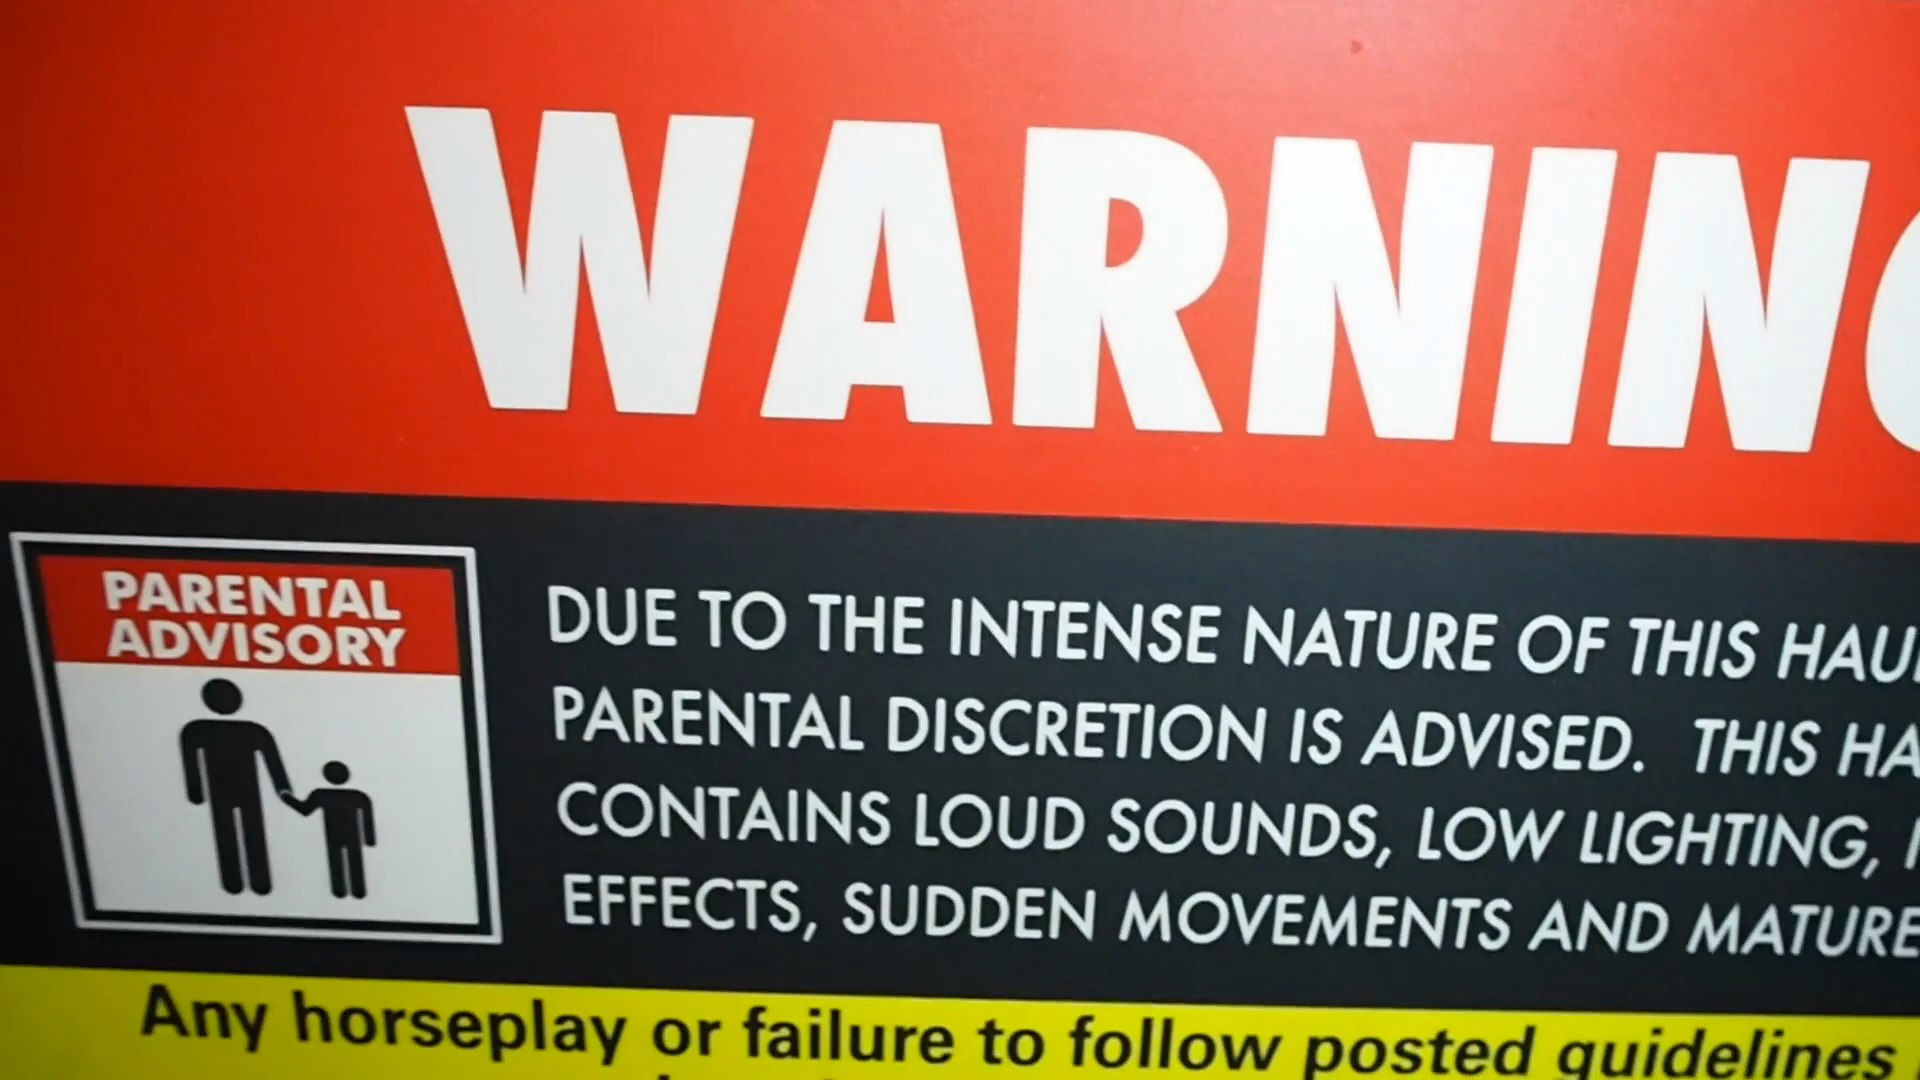 WARNIN
PARENTAL
ADVISORY
DUE TO THE INTENSE NATURE OF THIS HAU
PARENTAL DISCRETION IS ADVISED. THIS HA
CONTAINS LOUD SOUNDS, LOW LIGHTING,
EFFECTS, SUDDEN MOVEMENTS AND MATURE
Any horseplay or failure to follow posted guidelines